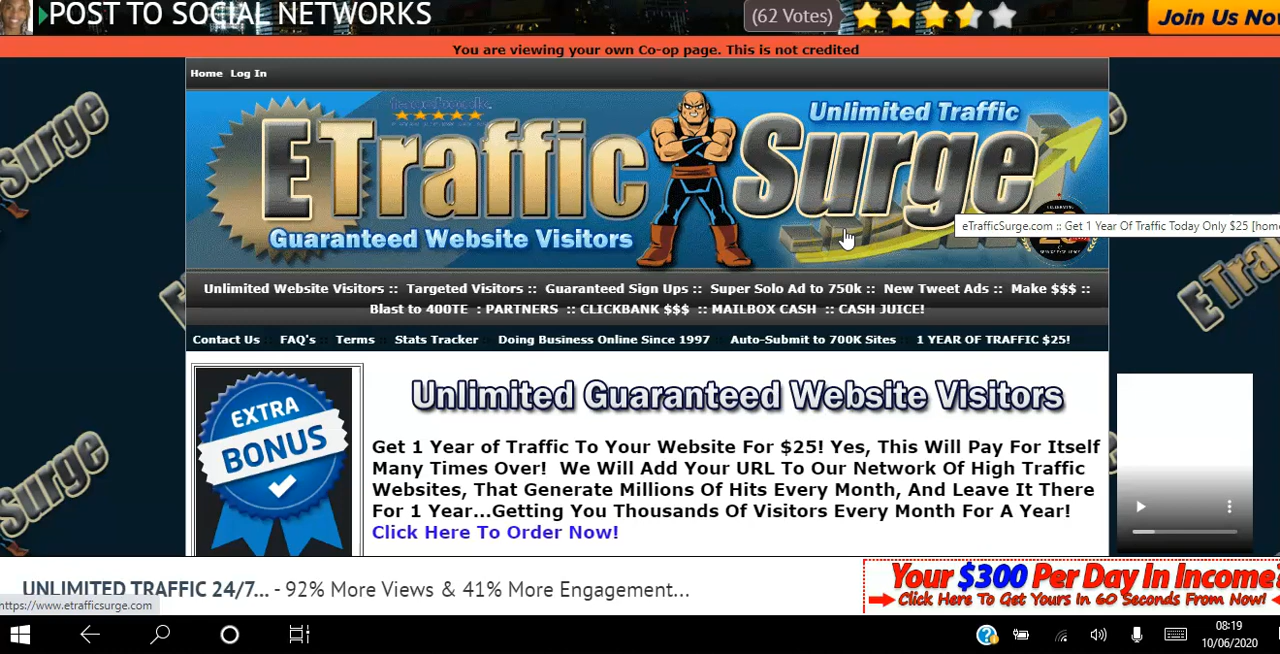 POST TO SOCIAL NETWORKS
(62 Votes)
Join Us Now
You are viewing your own Co-op page. This is not credited
Home Log In
Unlimited Traffic
ETraffic Surge
Guaranteed Website Visitors
eTrafficSurge.com :: Get 1 Year Of Traffic Today Only $25 [home
Unlimited Website Visitors :: Targeted Visitors :: Guaranteed Sign Ups :: Super Solo Ad to 750k :: New Tweet Ads :: Make $$$ ::
Blast to 400TE : PARTNERS :: CLICKBANK $$$ :: MAILBOX CASH :: CASH JUICE!
Contact Us FAQ's Terms Stats Tracker Doing Business Online Since 1997 Auto-Submit to 700K Sites 1 YEAR OF TRAFFIC $25!
EXTRA
BONUS
Unlimited Guaranteed Website Visitors
Get 1 Year of Traffic To Your Website For $25! Yes, This Will Pay For Itself
Many Times Over! We Will Add Your URL To Our Network Of High Traffic
Websites, That Generate Millions Of Hits Every Month, And Leave It There
For 1 Year...Getting You Thousands Of Visitors Every Month For A Year!
Click Here To Order Now!
UNLIMITED TRAFFIC 24/7... - 92% More Views & 41% More Engagement...
Your $300 Per Day In Income?
Click Here To Get Yours In 60 Seconds From Now!
https://www.etrafficsurge.com
08:19
10/06/2020